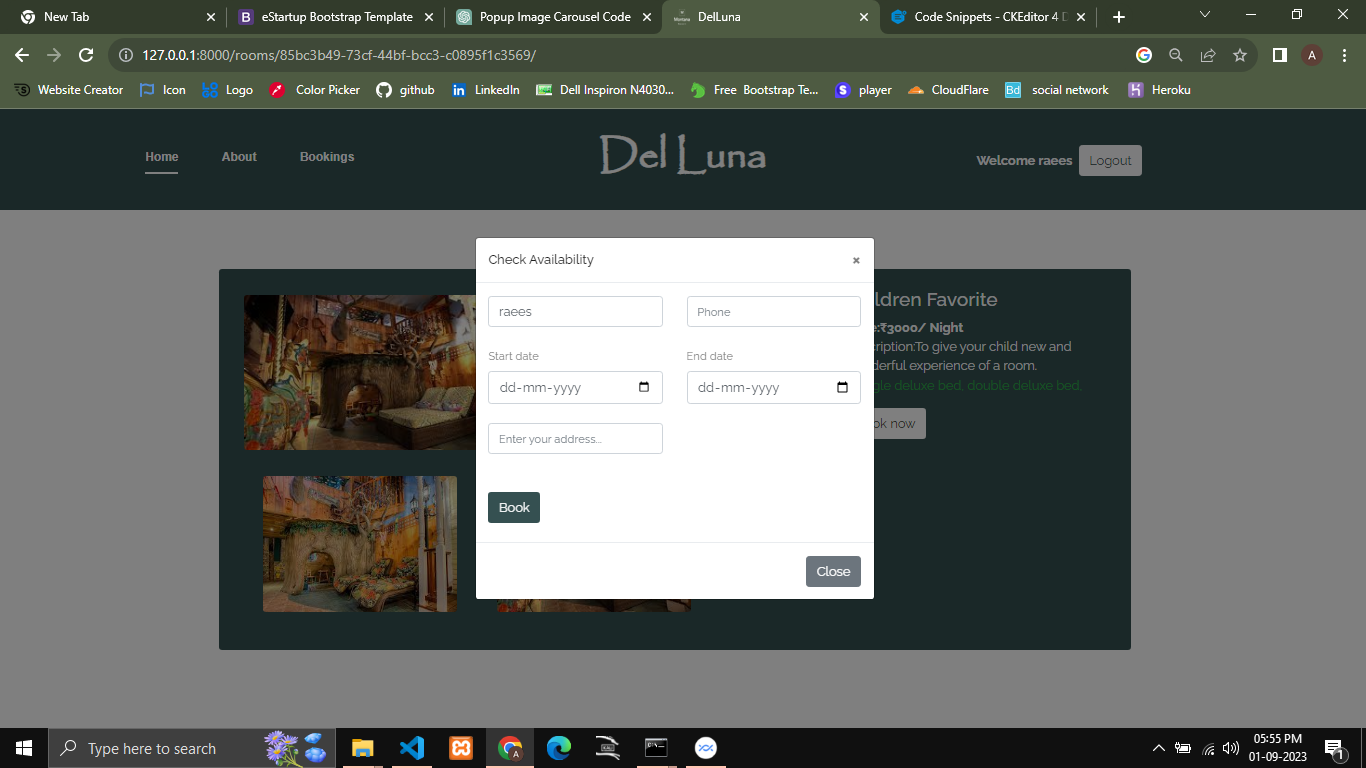 New Tab
eStartup Bootstrap Template
Popup Image Carousel Code
DelLuna
Code Snippets - CKEditor 4 D
127.0.0.1:8000/rooms/85bc3b49-73cf-44bf-bcc3-c0895f1c3569/
A
Website Creator
Icon
Logo
Color Picker
github
LinkedIn
Dell Inspiron N4030...
Free Bootstrap Te...
player
CloudFlare
Bd
social network
Heroku
Home
About
Bookings
Del Luna
Welcome raees
Logout
Check Availability
×
raees
Phone
Start date
End date
dd-mm-yyyy
dd-mm-yyyy
Enter your address...
Book
Close
ldren Favorite
e:₹3000/ Night
cription:To give your child new and
derful experience of a room.
gle deluxe bed, double deluxe bed,
ok now
Type here to search
05:55 PM
01-09-2023
1